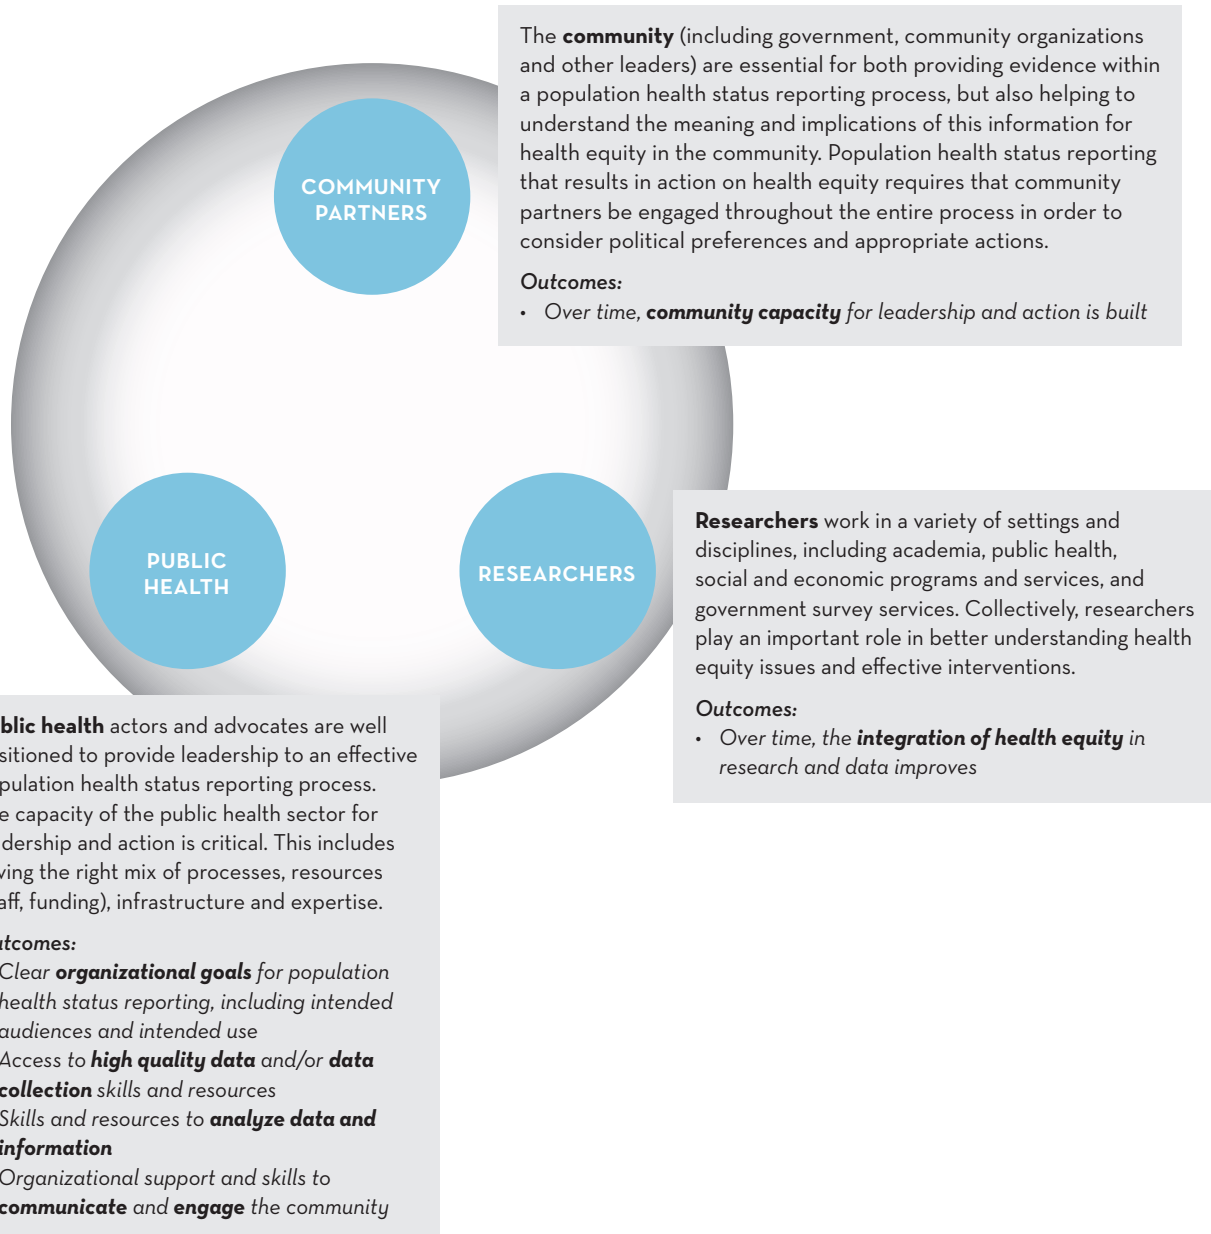 COMMUNITY
PARTNERS
The community (including government, community organizations
and other leaders) are essential for both providing evidence within
a population health status reporting process, but also helping to
understand the meaning and implications of this information for
health equity in the community. Population health status reporting
that results in action on health equity requires that community
partners be engaged throughout the entire process in order to
consider political preferences and appropriate actions.
Outcomes:
• Over time, community capacity for leadership and action is built
PUBLIC
HEALTH
RESEARCHERS
Researchers work in a variety of settings and
disciplines, including academia, public health,
social and economic programs and services, and
government survey services. Collectively, researchers
play an important role in better understanding health
equity issues and effective interventions.
Outcomes:
• Over time, the integration of health equity in
research and data improves
blic health actors and advocates are well
sitioned to provide leadership to an effective
pulation health status reporting process.
e capacity of the public health sector for
dership and action is critical. This includes
ving the right mix of processes, resources
aff, funding), infrastructure and expertise.
tcomes:
Clear organizational goals for population
health status reporting, including intended
audiences and intended use
Access to high quality data and/or data
collection skills and resources
Skills and resources to analyze data and
information
Organizational support and skills to
communicate and engage the community